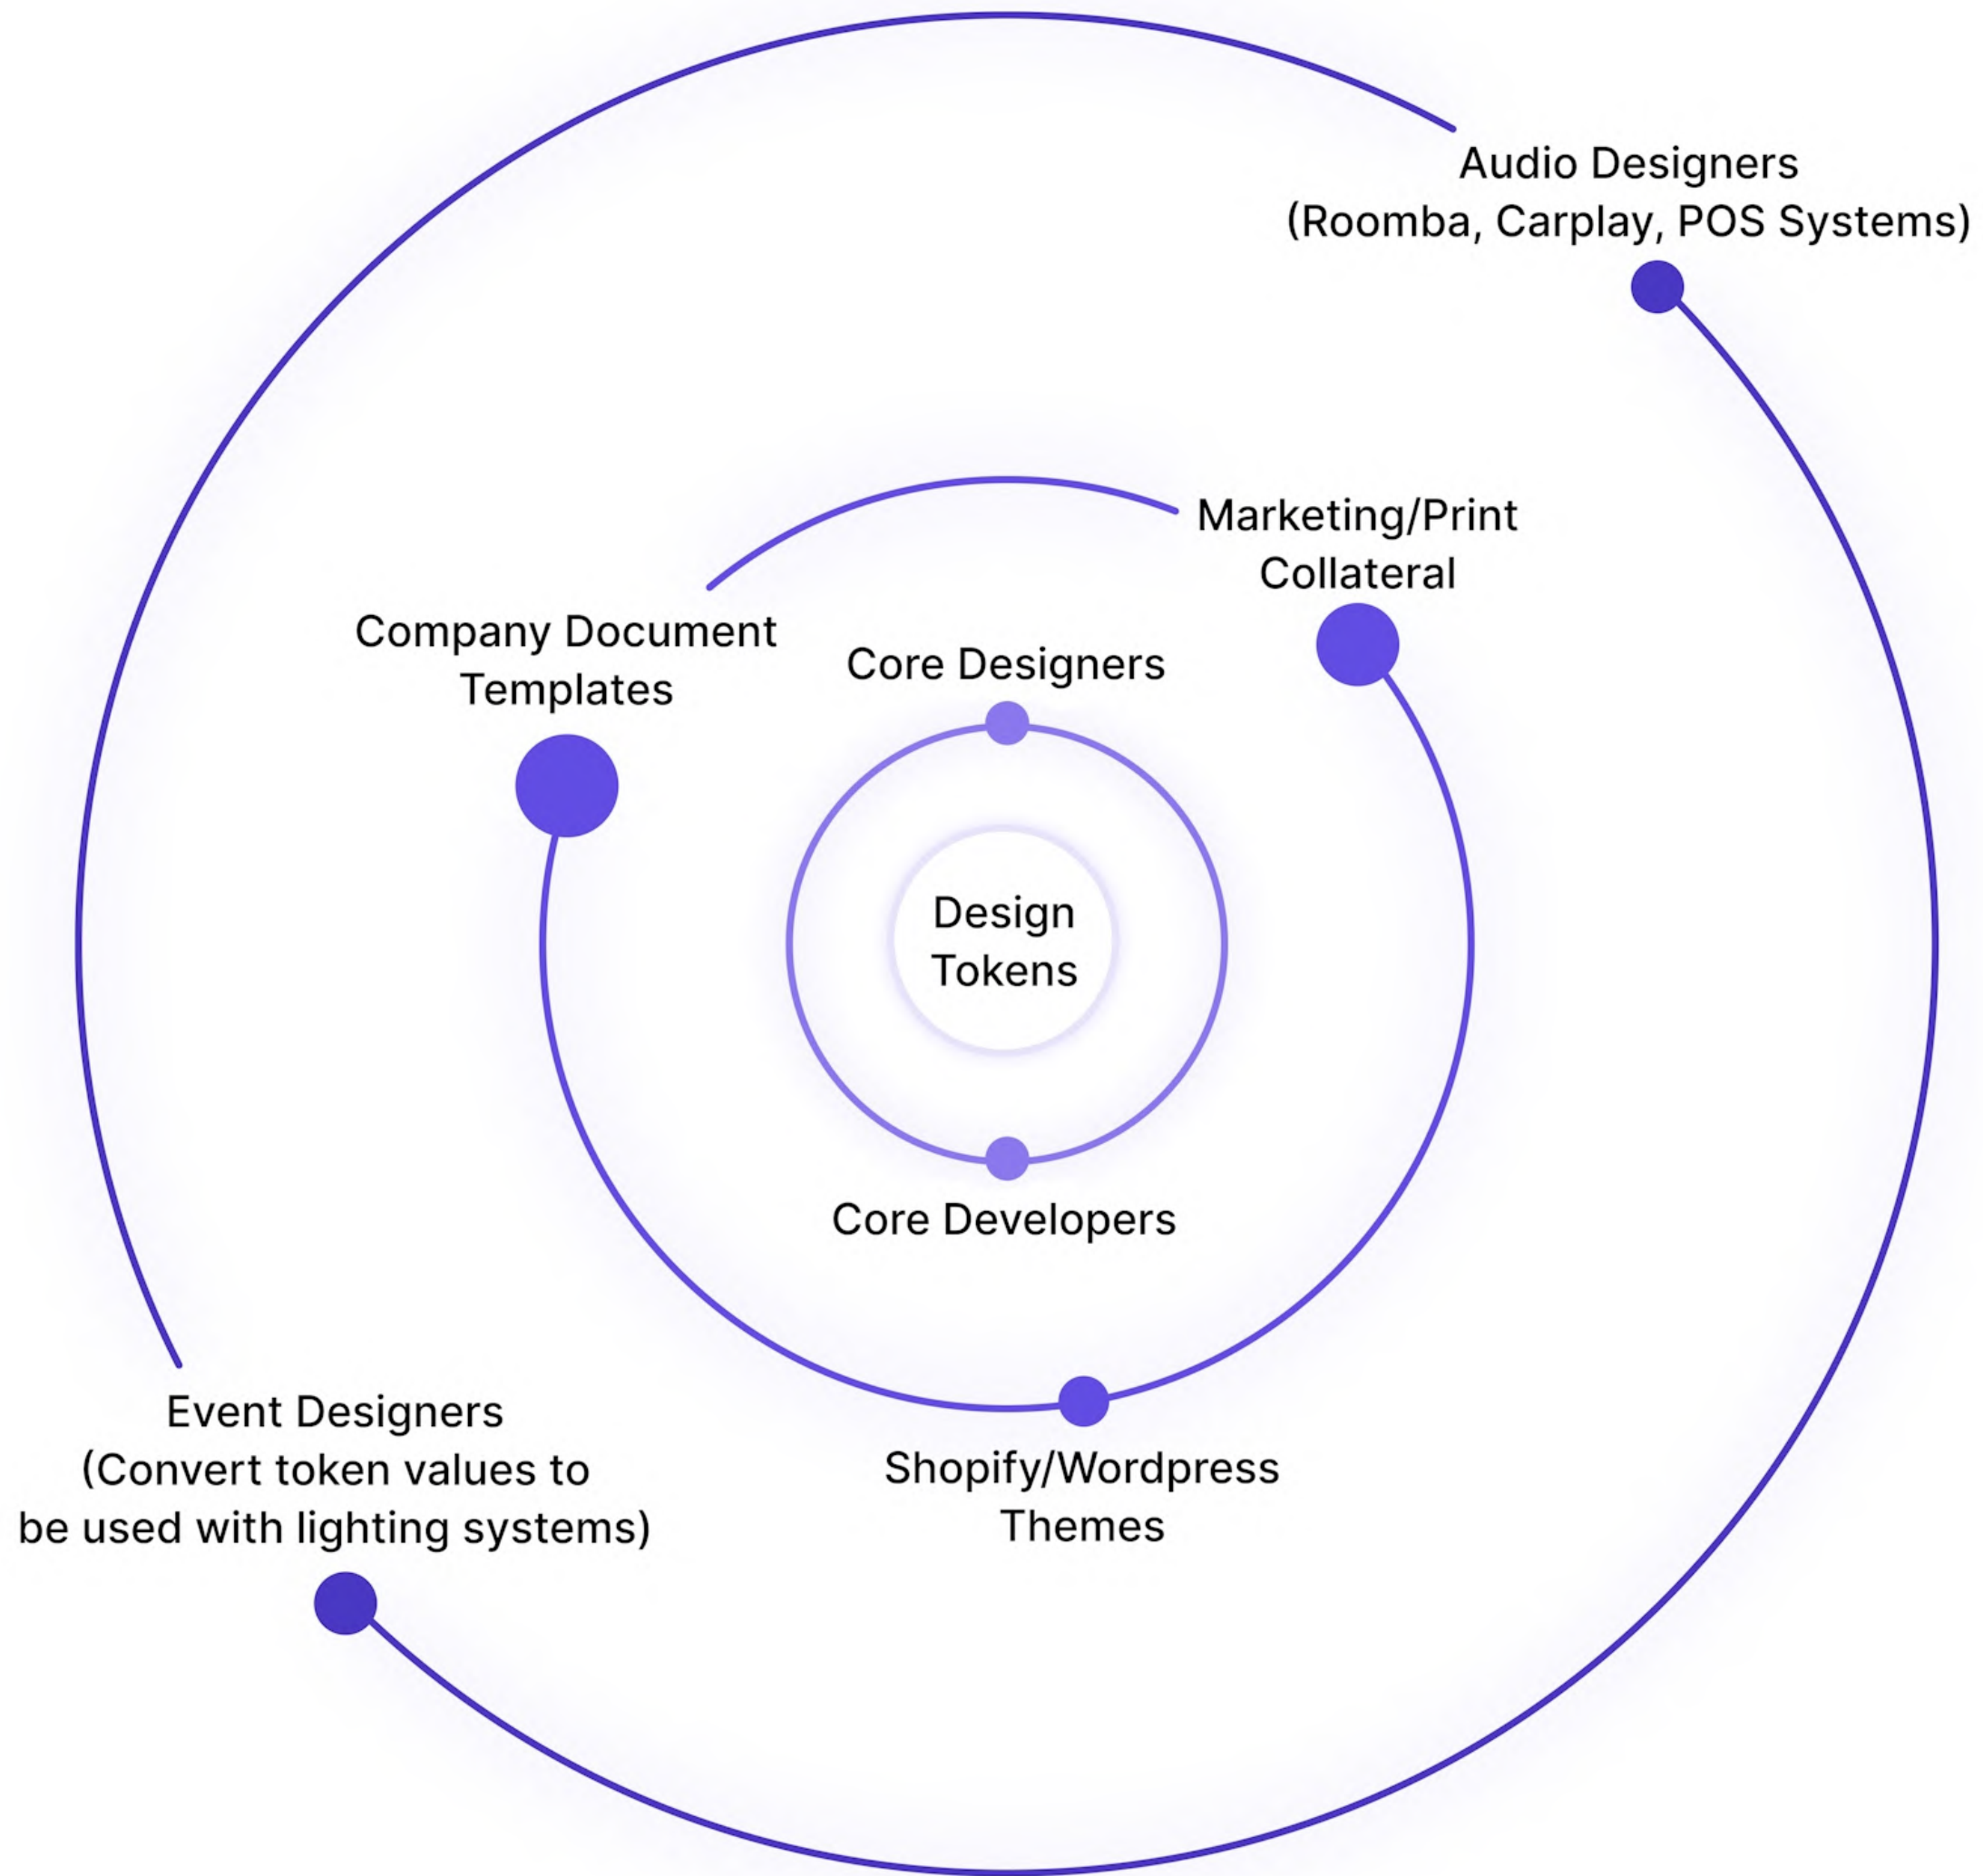 Audio Designers
(Roomba, Carplay, POS Systems)
Marketing/Print
Collateral
Company Document
Templates
Core Designers
Design
Tokens
Core Developers
Event Designers
(Convert token values to
be used with lighting systems)
Shopify/Wordpress
Themes